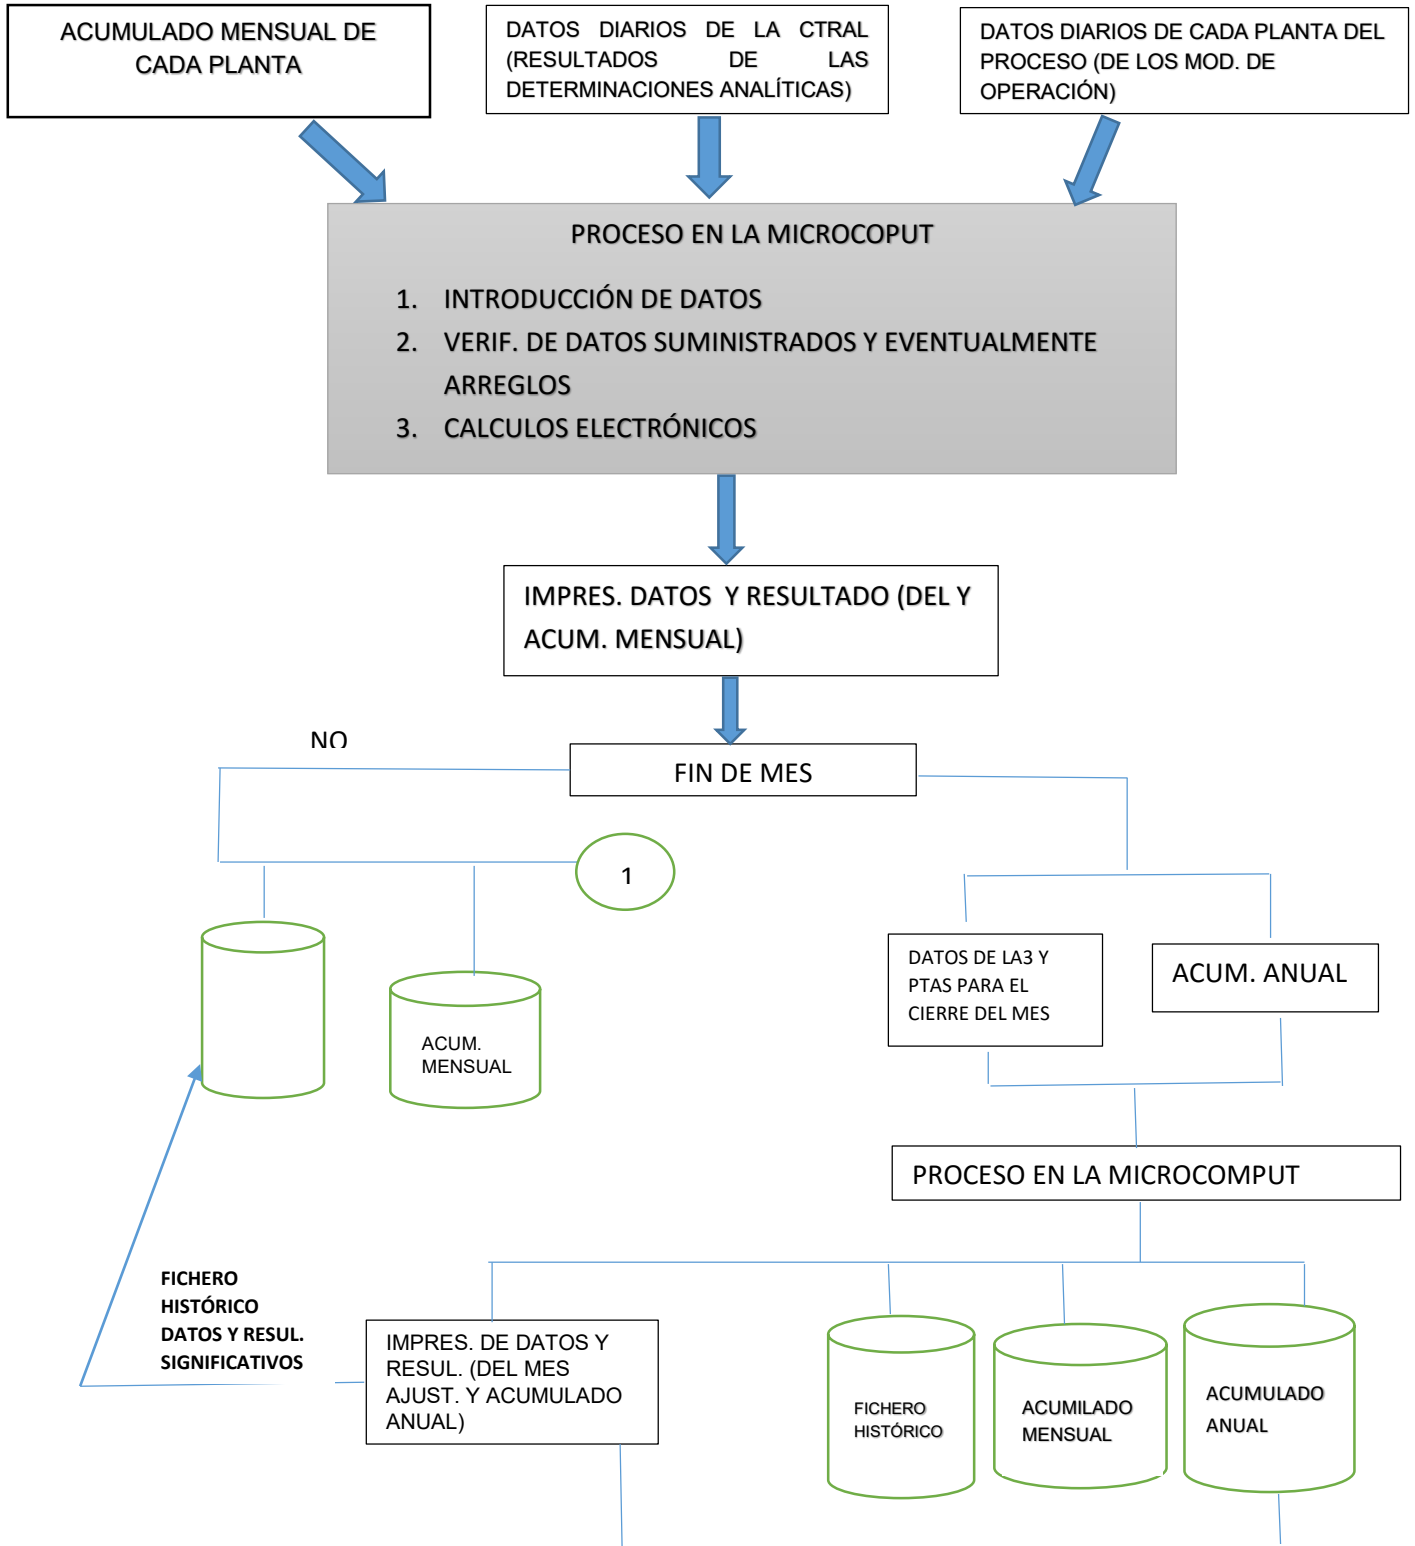 ACUMULADO MENSUAL DE
CADA PLANTA
DATOS DIARIOS DE LA CTRAL
(RESULTADOS DE LAS
DETERMINACIONES ANALÍTICAS)
DATOS DIARIOS DE CADA PLANTA DEL
PROCESO (DE LOS MOD. DE
OPERACIÓN)
PROCESO EN LA MICROCOPUT
1. INTRODUCCIÓN DE DATOS
2. VERIF. DE DATOS SUMINISTRADOS Y EVENTUALMENTE
ARREGLOS
3. CALCULOS ELECTRÓNICOS
IMPRES. DATOS Y RESULTADO (DEL Y
ACUM. MENSUAL)
NO
FIN DE MES
1
ACUM.
MENSUAL
DATOS DE LA3 Y
PTAS PARA EL
CIERRE DEL MES
ACUM. ANUAL
PROCESO EN LA MICROCOMPUT
FICHERO
HISTÓRICO
DATOS Y RESUL.
SIGNIFICATIVOS
IMPRES. DE DATOS Y
RESUL. (DEL MES
AJUST. Y ACUMULADO
ANUAL)
FICHERO
HISTÓRICO
ACUMILADO
MENSUAL
ACUMULADO
ANUAL